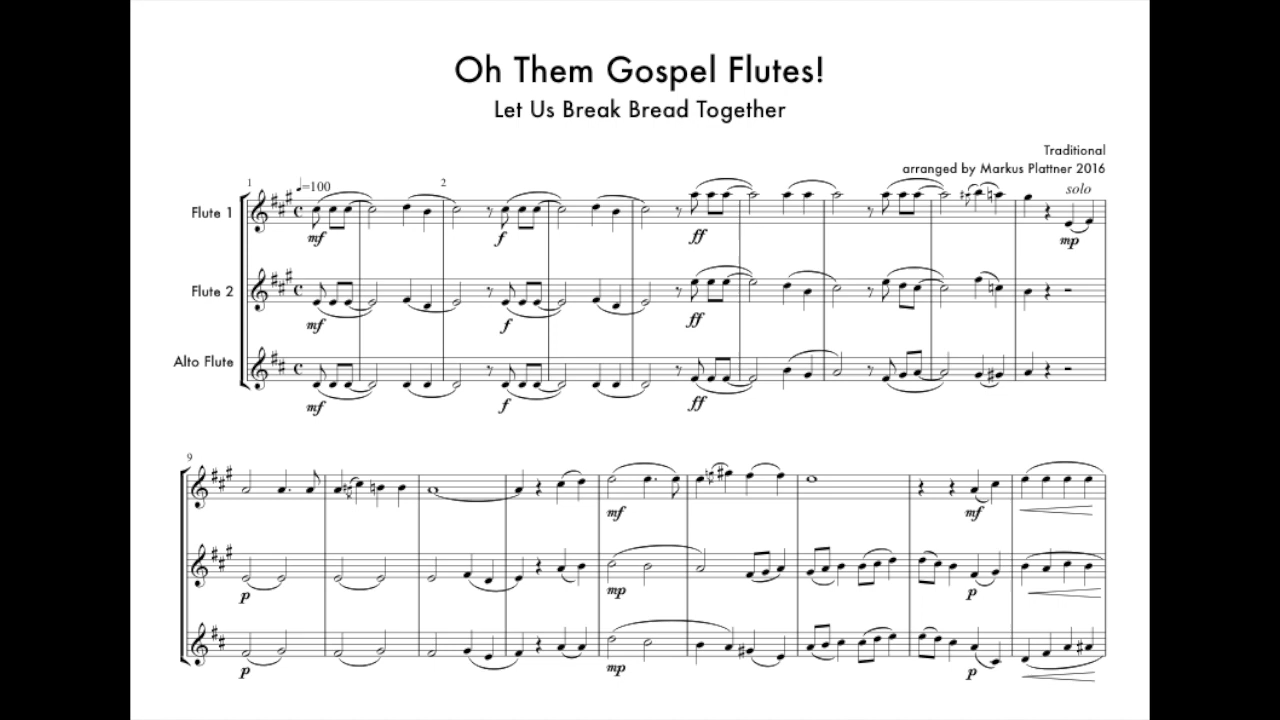 Oh Them Gospel Flutes!
Let Us Break Bread Together
Traditional
arranged by Markus Plattner 2016
1
♩=100
2
solo
Flute 1
mf
f
ff
mp
Flute 2
mf
f
ff
Alto Flute
mf
f
ff
9
mf
mf
p
mp
p
p
mp
p